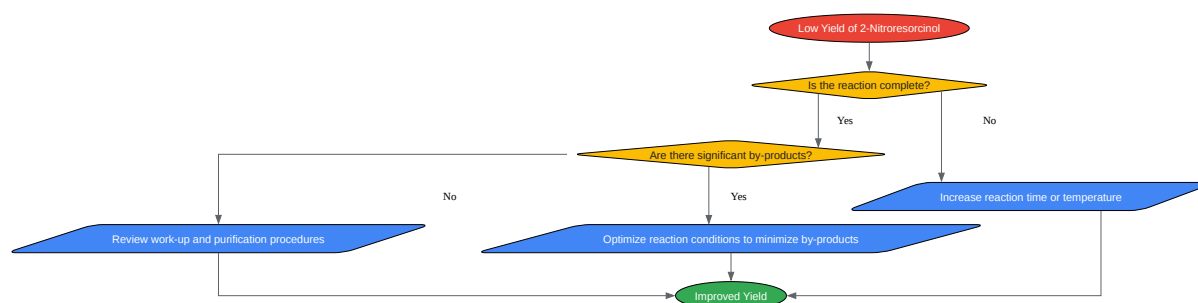 Low Yield of 2-Nitroresorcinol
Is the reaction complete?
Yes
No
Are there significant by-products?
No
Yes
Increase reaction time or temperature
Review work-up and purification procedures
Optimize reaction conditions to minimize by-products
Improved Yield